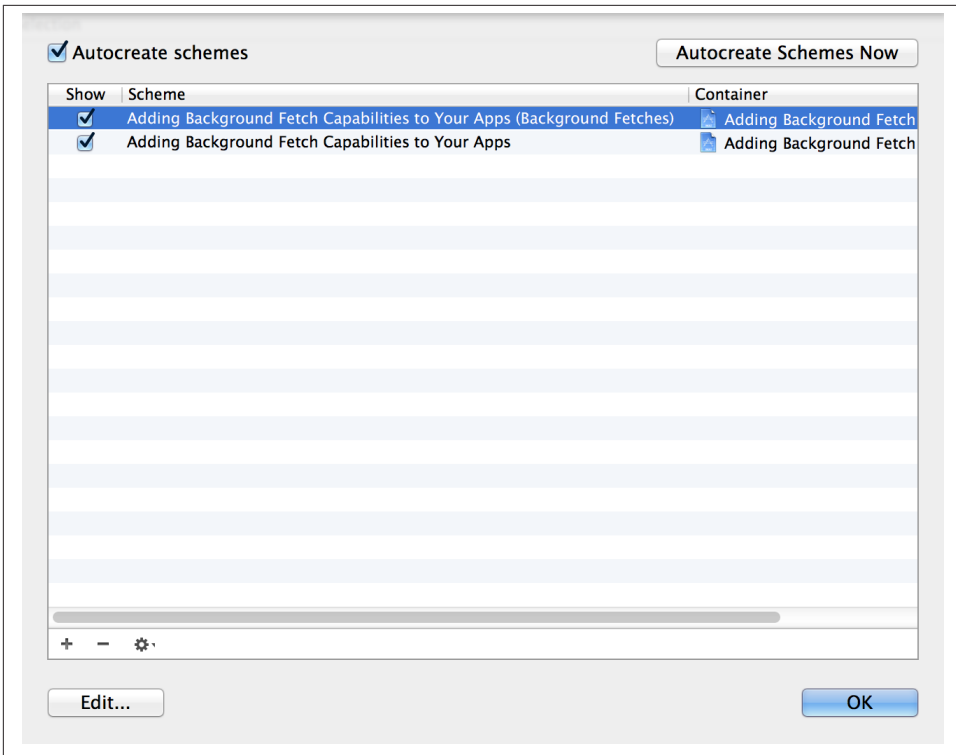 Autocreate schemes
Autocreate Schemes Now
Show Scheme Container
Adding Background Fetch Capabilities to Your Apps (Background Fetches) Adding Background Fetch
Adding Background Fetch Capabilities to Your Apps Adding Background Fetch
Edit...
OK